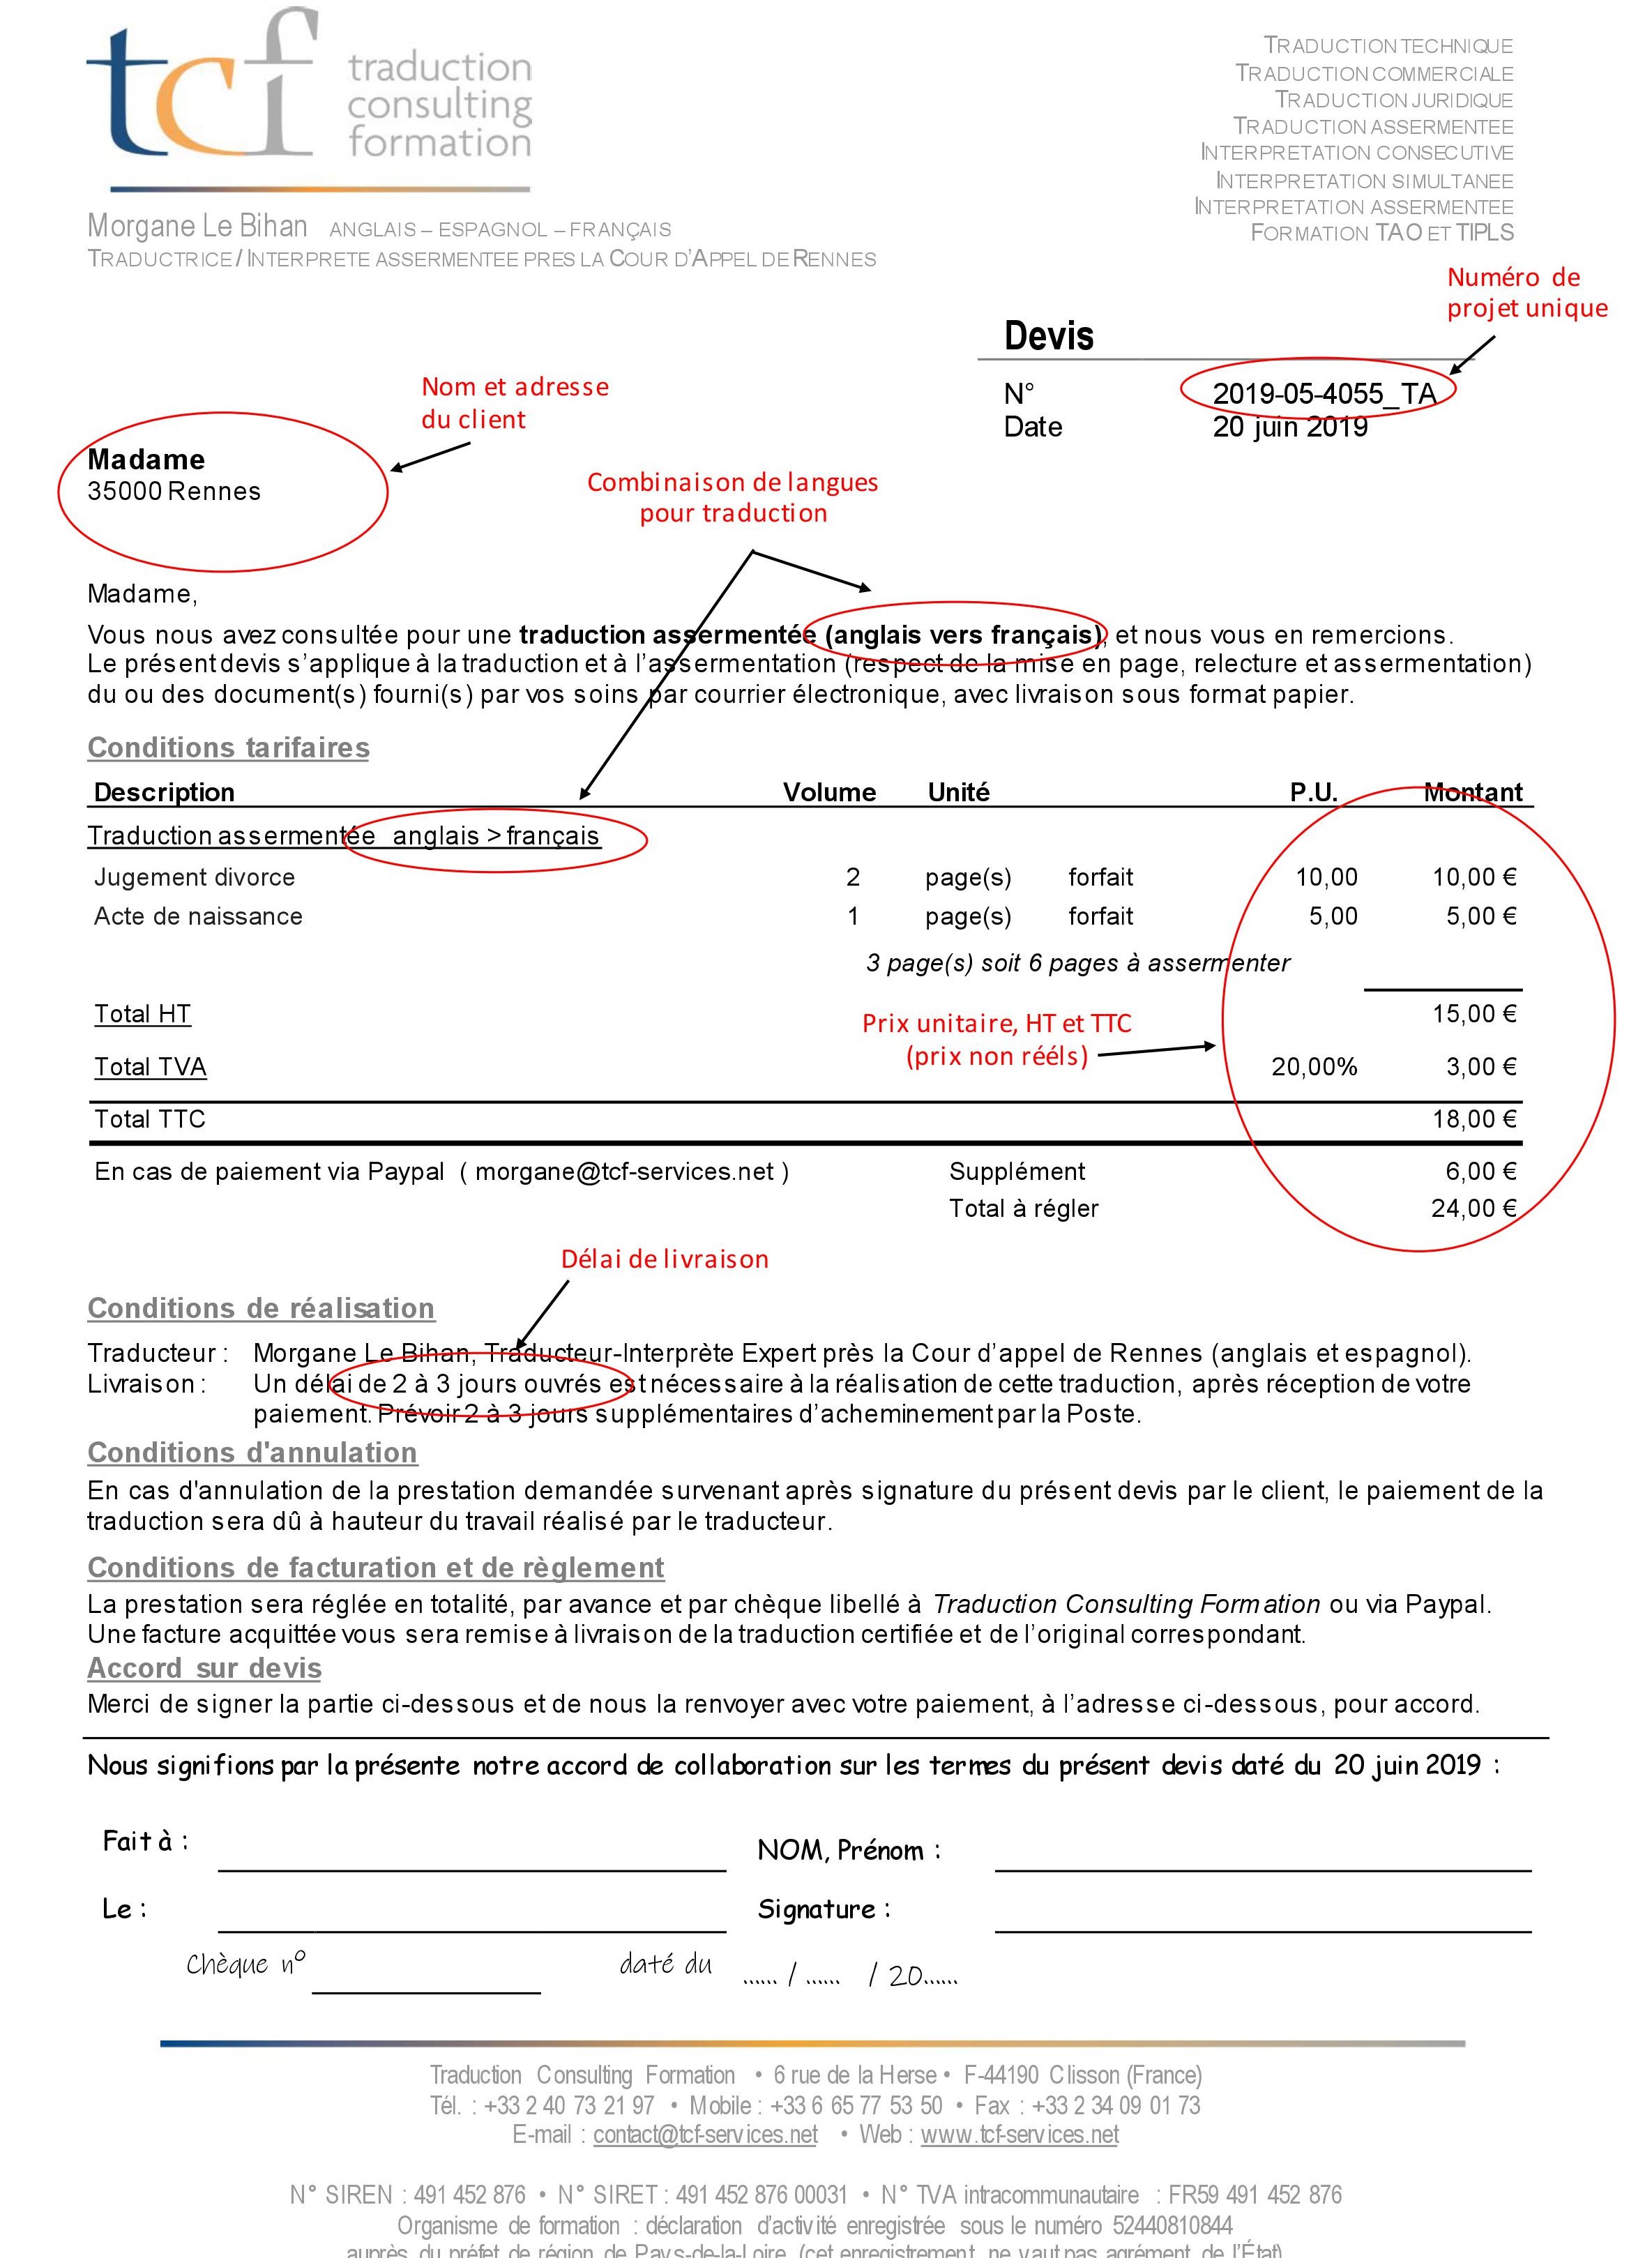 tcf traduction
consulting
formation
TRADUCTION TECHNIQUE
TRADUCTION COMMERCIALE
TRADUCTION JURIDIQUE
TRADUCTION ASSERMENTEE
INTERPRETATION CONSECUTIVE
INTERPRETATION SIMULTANEE
INTERPRETATION ASSERMENTEE
FORMATION TAO ET TIPLS
Morgane Le Bihan ANGLAIS – ESPAGNOL – FRANÇAIS
TRADUCTRICE / INTERPRETE ASSERMENTEE PRES LA COUR D'APPEL DE RENNES
Numéro de
projet unique
Devis
N° 2019-05-4055_TA
Date 20 juin 2019
Nom et adresse
du client
Madame
35000 Rennes
Combinaison de langues
pour traduction
Madame,
Vous nous avez consultée pour une traduction assermentée (anglais vers français), et nous vous en remercions.
Le présent devis s’applique à la traduction et à l’assermentation (respect de la mise en page, relecture et assermentation)
du ou des document(s) fourni(s) par vos soins par courrier électronique, avec livraison sous format papier.
Conditions tarifaires
Description Volume Unité P.U. Montant
Traduction assermentée anglais > français
Jugement divorce 2 page(s) forfait 10,00 10,00 €
Acte de naissance 1 page(s) forfait 5,00 5,00 €
3 page(s) soit 6 pages à assermenter
Total HT 15,00 €
Prix unitaire, HT et TTC
(prix non réels)
Total TVA 20,00% 3,00 €
Total TTC 18,00 €
En cas de paiement via Paypal ( morgane@tcf-services.net ) Supplément 6,00 €
Total à régler 24,00 €
Délai de livraison
Conditions de réalisation
Traducteur : Morgane Le Bihan, Traducteur-Interprète Expert près la Cour d’appel de Rennes (anglais et espagnol).
Livraison : Un délai de 2 à 3 jours ouvrés est nécessaire à la réalisation de cette traduction, après réception de votre
paiement. Prévoir 2 à 3 jours supplémentaires d’acheminement par la Poste.
Conditions d'annulation
En cas d'annulation de la prestation demandée survenant après signature du présent devis par le client, le paiement de la
traduction sera dû à hauteur du travail réalisé par le traducteur.
Conditions de facturation et de règlement
La prestation sera réglée en totalité, par avance et par chèque libellé à Traduction Consulting Formation ou via Paypal.
Une facture acquittée vous sera remise à livraison de la traduction certifiée et de l’original correspondant.
Accord sur devis
Merci de signer la partie ci-dessous et de nous la renvoyer avec votre paiement, à l’adresse ci-dessous, pour accord.
Nous signifions par la présente notre accord de collaboration sur les termes du présent devis daté du 20 juin 2019 :
Fait à : NOM, Prénom :
Le : Signature :
Chèque n° daté du ...... / ...... / 20......
Traduction Consulting Formation • 6 rue de la Herse • F-44190 Clisson (France)
Tél. : +33 2 40 73 21 97 • Mobile : +33 6 65 77 53 50 • Fax : +33 2 34 09 01 73
E-mail : contact@tcf-services.net • Web : www.tcf-services.net
N° SIREN : 491 452 876 • N° SIRET : 491 452 876 00031 • N° TVA intracommunautaire : FR59 491 452 876
Organisme de formation : déclaration d’activité enregistrée sous le numéro 52440810844
auprès du préfet de région de Pays-de-la-Loire (cet enregistrement ne vaut pas agrément de l’État)